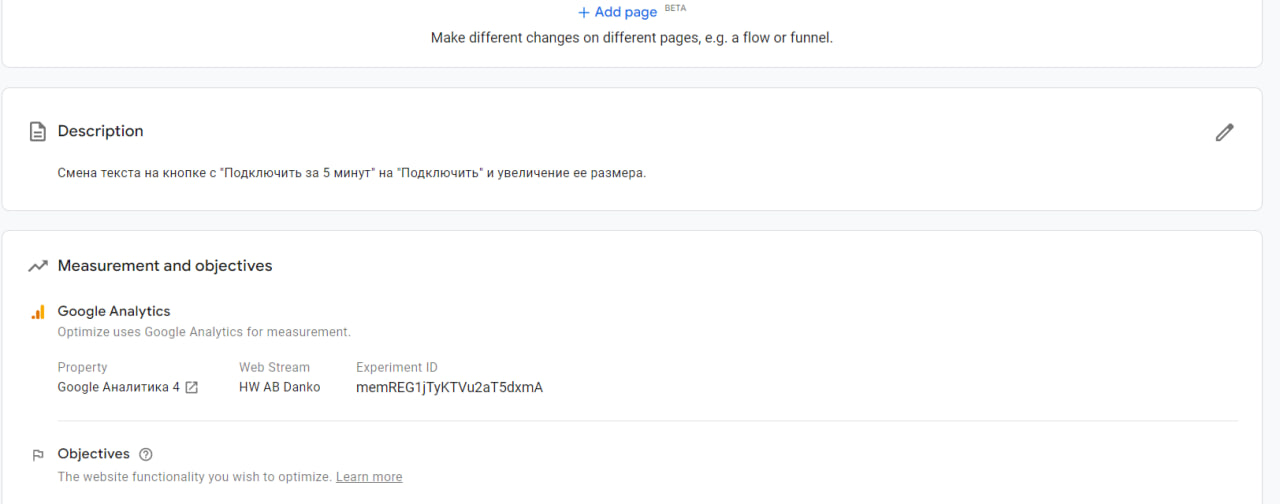 + Add page BETA
Make different changes on different pages, e.g. a flow or funnel.
Description
Смена текста на кнопке с "Подключить за 5 минут" на "Подключить" и увеличение ее размера.
Measurement and objectives
Google Analytics
Optimize uses Google Analytics for measurement.
Property Web Stream Experiment ID
Google Аналитика 4 HW AB Danko memREG1jTyKTVu2aT5dxmA
Objectives
The website functionality you wish to optimize. Learn more